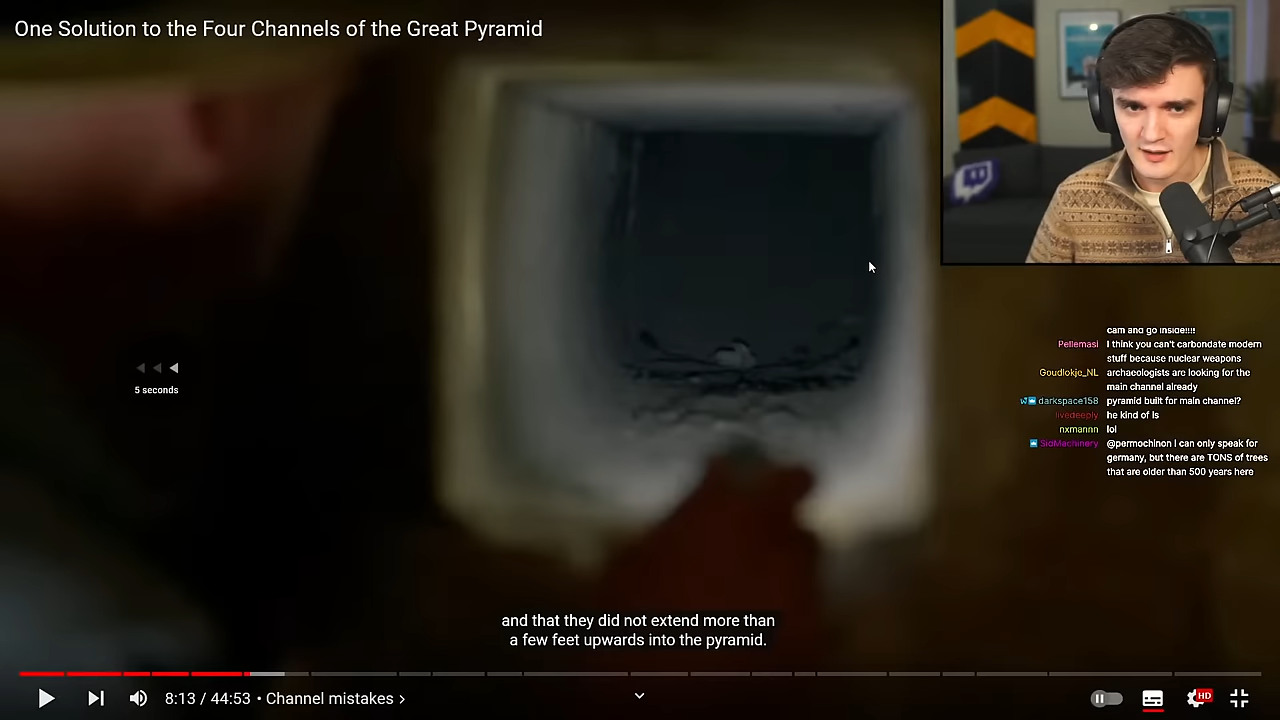 One Solution to the Four Channels of the Great Pyramid
cam and go inside!!!!
Pellemasi I think you can't carbondate modern
stuff because nuclear weapons
Goudlokje_NL archaeologists are looking for the
main channel already
darkspace158 pyramid built for main channel?
livedeeply he kind of is
nxmannn lol
SidMachinery @permochinon I can only speak for
germany, but there are TONS of trees
that are older than 500 years here
5 seconds
and that they did not extend more than
a few feet upwards into the pyramid.
8:13 / 44:53 • Channel mistakes
HD